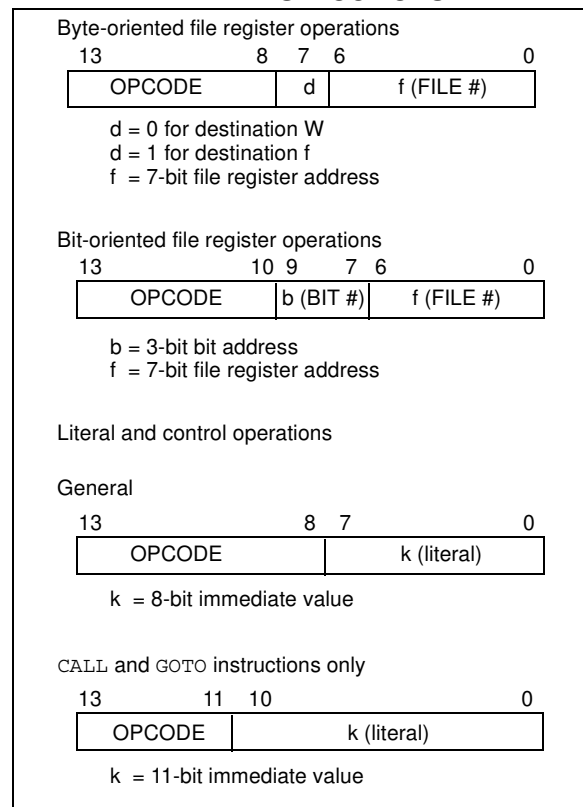 Byte-oriented file register operations
13 8 7 6 0
OPCODE d f (FILE #)
d = 0 for destination W
d = 1 for destination f
f = 7-bit file register address
Bit-oriented file register operations
13 10 9 7 6 0
OPCODE b (BIT #) f (FILE #)
b = 3-bit bit address
f = 7-bit file register address
Literal and control operations
General
13 8 7 0
OPCODE k (literal)
k = 8-bit immediate value
CALL and GOTO instructions only
13 11 10 0
OPCODE k (literal)
k = 11-bit immediate value